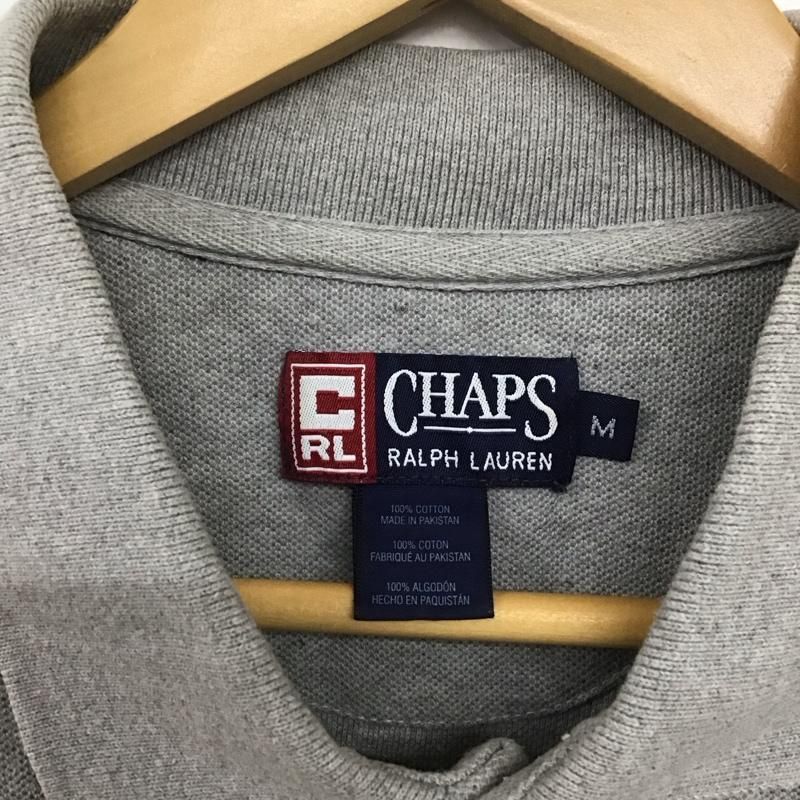 C
RL
CHAPS
RALPH LAUREN
M
100% COTTON
MADE IN PAKISTAN
100% COTON
FABRIQUÉ AU PAKISTAN
100% ALGODÓN
HECHO EN PAQUISTÁN